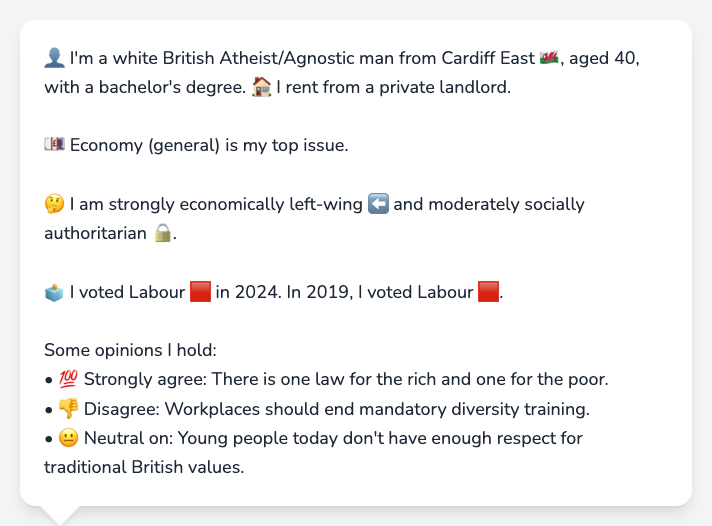 👤 I'm a white British Atheist/Agnostic man from Cardiff East 🏴󠁧󠁢󠁷󠁬󠁳󠁿, aged 40,
with a bachelor's degree. 🏠 I rent from a private landlord.
💷 Economy (general) is my top issue.
🤔 I am strongly economically left-wing ⬅️ and moderately socially
authoritarian 🔒.
🗳️ I voted Labour 🟥 in 2024. In 2019, I voted Labour 🟥.
Some opinions I hold:
• 💯 Strongly agree: There is one law for the rich and one for the poor.
• 👎 Disagree: Workplaces should end mandatory diversity training.
• 😐 Neutral on: Young people today don't have enough respect for
traditional British values.